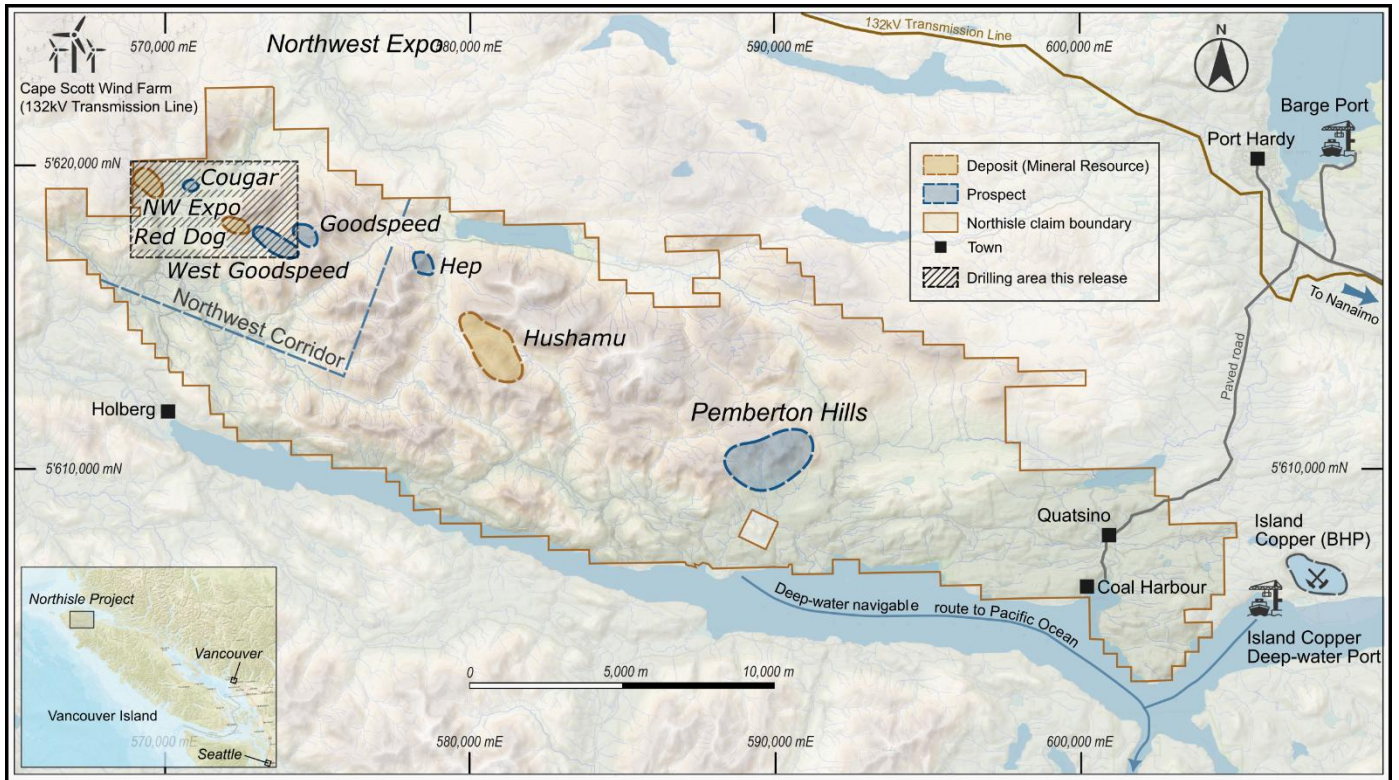 570,000 mE
Northwest Expo
580,000 mE
590,000 mE
132kV Transmission Line
600,000 mE
N
Cape Scott Wind Farm
(132kV Transmission Line)
Barge Port
Port Hardy
5'620,000 mN
Deposit (Mineral Resource)
Prospect
Northisle claim boundary
Town
Drilling area this release
Cougar
NW Expo
Red Dog
Goodspeed
West Goodspeed
Hep
To Nanaimo
Northwest Corridor
Hushamu
Paved road
Holberg
Pemberton Hills
5'610,000 mN
5'610,000 mN
Quatsino
Island
Copper (BHP)
Coal Harbour
Deep-water navigable route to Pacific Ocean
Island Copper
Deep-water Port
Northisle Project
Vancouver
Vancouver Island
Seattle
0
5,000 m
10,000 m
570,000 mE
580,000 mE
590,000 mE
600,000 mE